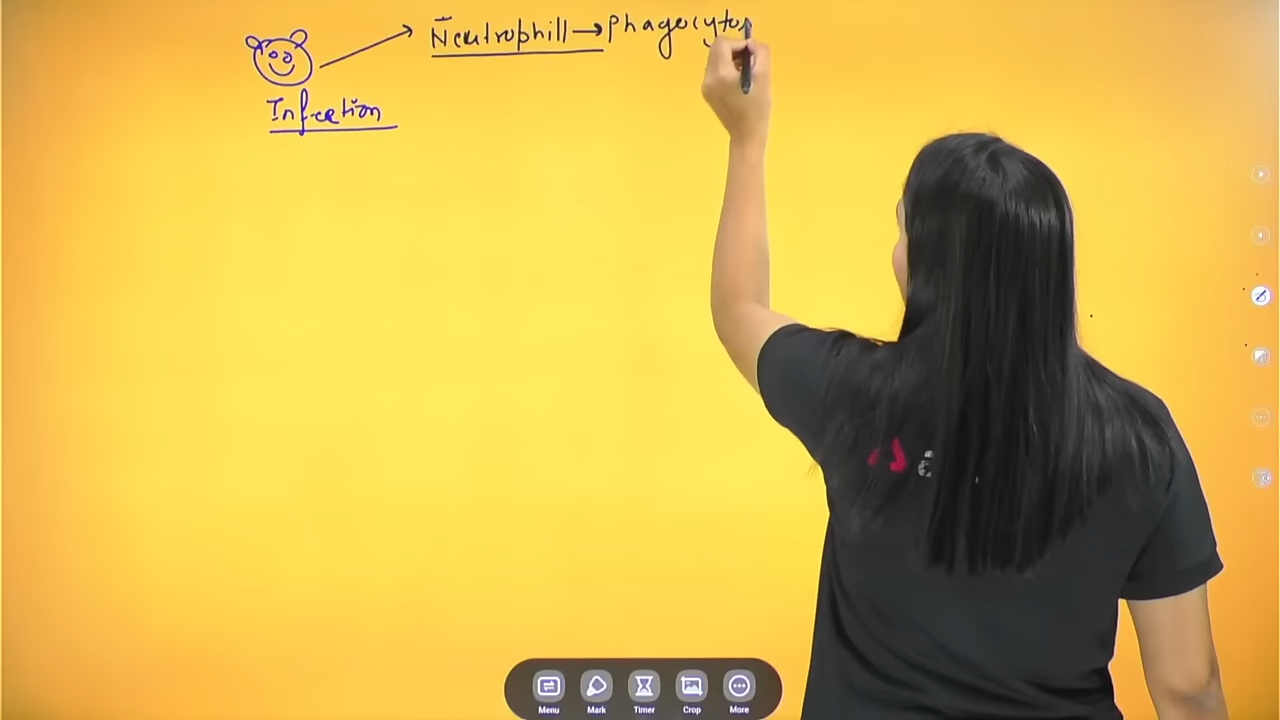 Neutrophill → Phagocytos
Infection
Menu Mark Timer Crop More